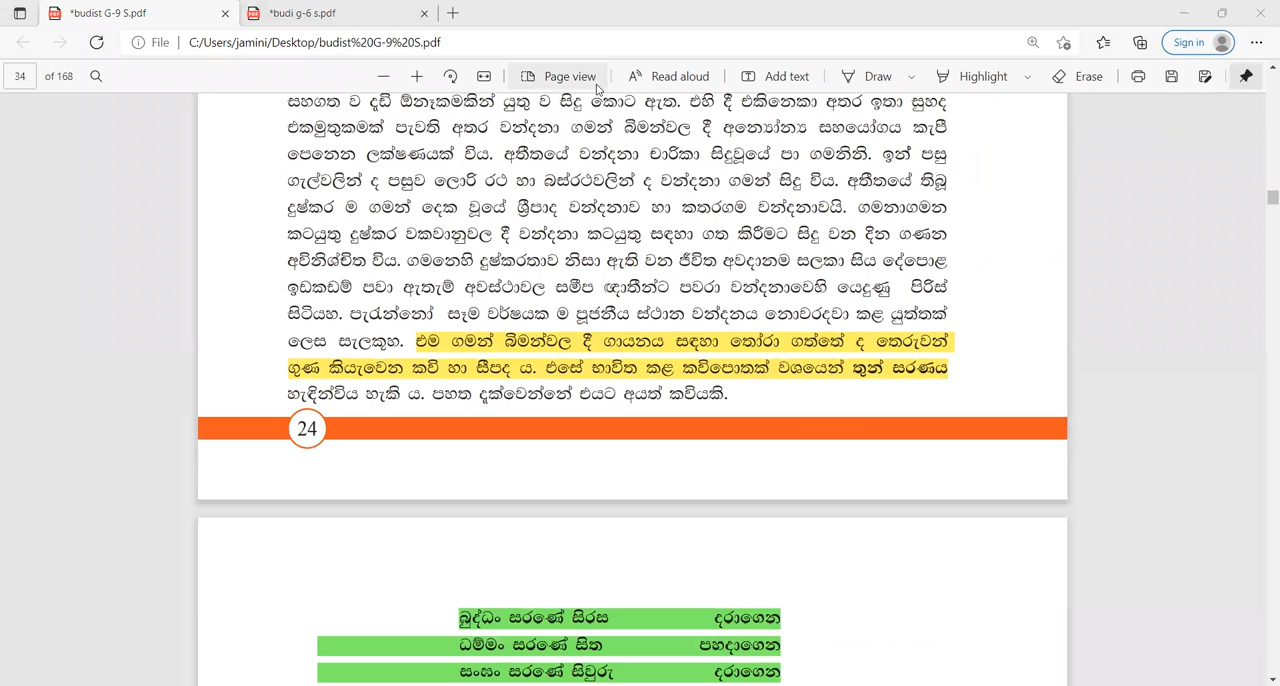 *budist G-9 S.pdf
*budi g-6 s.pdf
File
C:/Users/jamini/Desktop/budist%20G-9%20S.pdf
Sign in
34 of 168
Page view
Read aloud
Add text
Draw
Highlight
Erase
සහගත ව දැඩි ඕනෑකමකින් යුතු ව සිදු කොට ඇත. එහි දී එකිනෙකා අතර ඉතා සුහද
එකමුතුකමක් පැවති අතර වන්දනා ගමන් බිමන්වල දී අන්‍යෝන්‍ය සහයෝගය කැපී
පෙනෙන ලක්ෂණයක් විය. අතීතයේ වන්දනා චාරිකා සිදුවූයේ පා ගමනිනි. ඉන් පසු
ගැල්වලින් ද පසුව ලොරි රථ හා බස්රථවලින් ද වන්දනා ගමන් සිදු විය. අතීතයේ තිබූ
දුෂ්කර ම ගමන් දෙක වූයේ ශ්‍රීපාද වන්දනාව හා කතරගම වන්දනාවයි. ගමනාගමන
කටයුතු දුෂ්කර වකවානුවල දී වන්දනා කටයුතු සඳහා ගත කිරීමට සිදු වන දින ගණන
අවිනිශ්චිත විය. ගමනෙහි දුෂ්කරතාව නිසා ඇති වන ජීවිත අවදානම සලකා සිය දේපොළ
ඉඩකඩම් පවා ඇතැම් අවස්ථාවල සමීප ඥාතීන්ට පවරා වන්දනාවෙහි යෙදුණු පිරිස්
සිටියහ. පැරැන්නෝ සෑම වර්ෂයක ම පූජනීය ස්ථාන වන්දනය නොවරදවා කළ යුත්තක්
ලෙස සැලකූහ. එම ගමන් බිමන්වල දී ගායනය සඳහා තෝරා ගත්තේ ද තෙරුවන්
ගුණ කියැවෙන කවි හා සීපද ය. එසේ භාවිත කළ කවිපොතක් වශයෙන් තුන් සරණය
හැඳින්විය හැකි ය. පහත දැක්වෙන්නේ එයට අයත් කවියකි.
24
බුද්ධං සරණේ සිරස දරාගෙන
ධම්මං සරණේ සිත පහදාගෙන
සංඝං සරණේ සිවුරු දරාගෙන